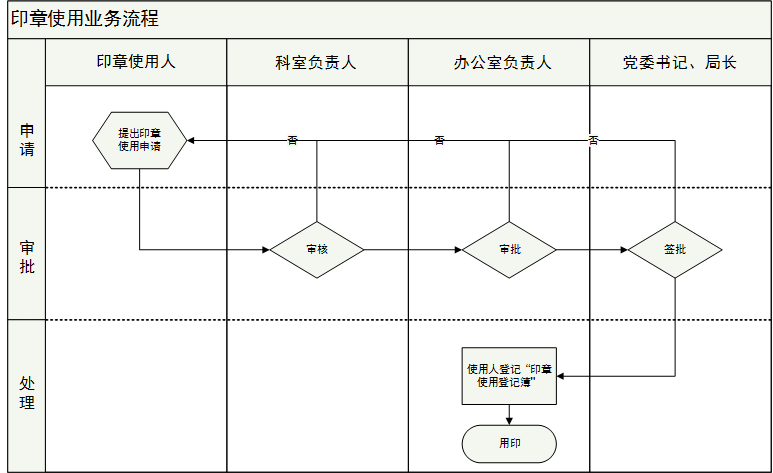 印章使用业务流程
印章使用人
科室负责人
办公室负责人
党委书记、局长
申
请
提出印章
使用申请
否
否
否
审
批
审核
审批
签批
处
理
使用人登记“印章
使用登记簿"
用印